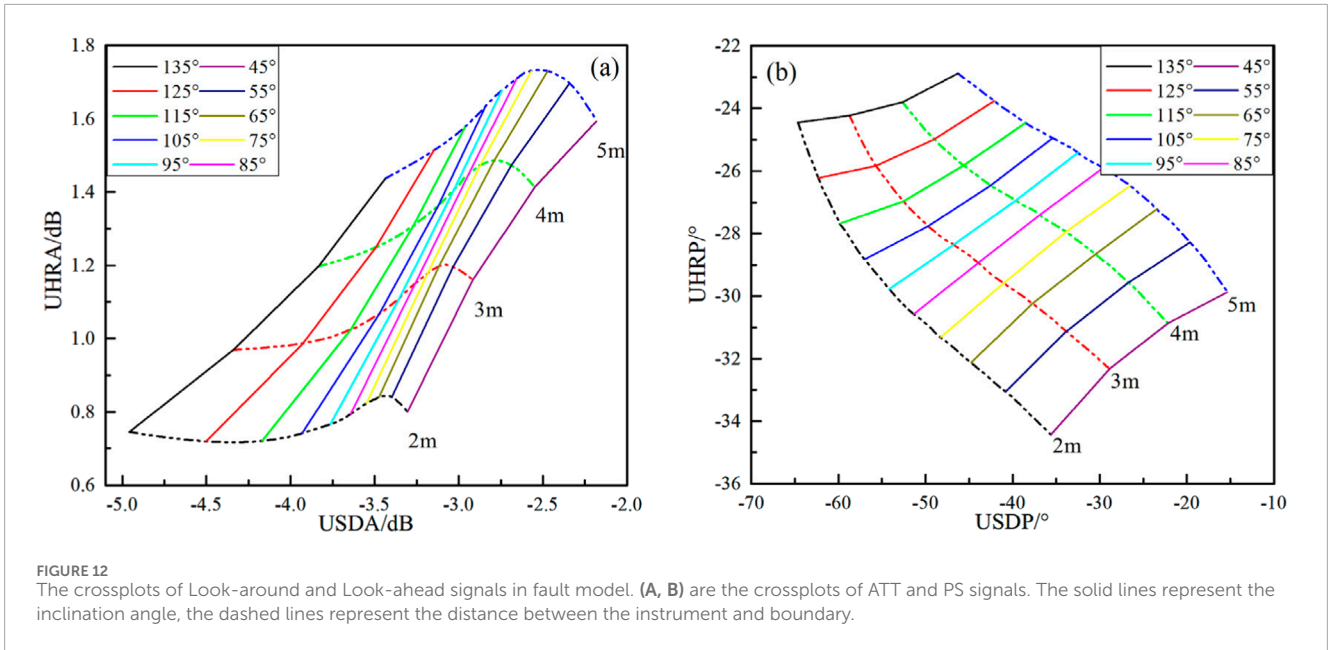 1.8
1.6
1.4
1.2
1.0
0.8
0.6
UHRA/dB
135° 45°
125° 55°
115° 65°
105° 75°
95° 85°
(a)
5m
4m
3m
2m
-5.0 -4.5 -4.0 -3.5 -3.0 -2.5 -2.0
USDA/dB
-22
-24
-26
-28
-30
-32
-34
-36
UHRP/°
(b)
135° 45°
125° 55°
115° 65°
105° 75°
95° 85°
5m
4m
3m
2m
-70 -60 -50 -40 -30 -20 -10
USDP/°
FIGURE 12
The crossplots of Look-around and Look-ahead signals in fault model. (A, B) are the crossplots of ATT and PS signals. The solid lines represent the
inclination angle, the dashed lines represent the distance between the instrument and boundary.